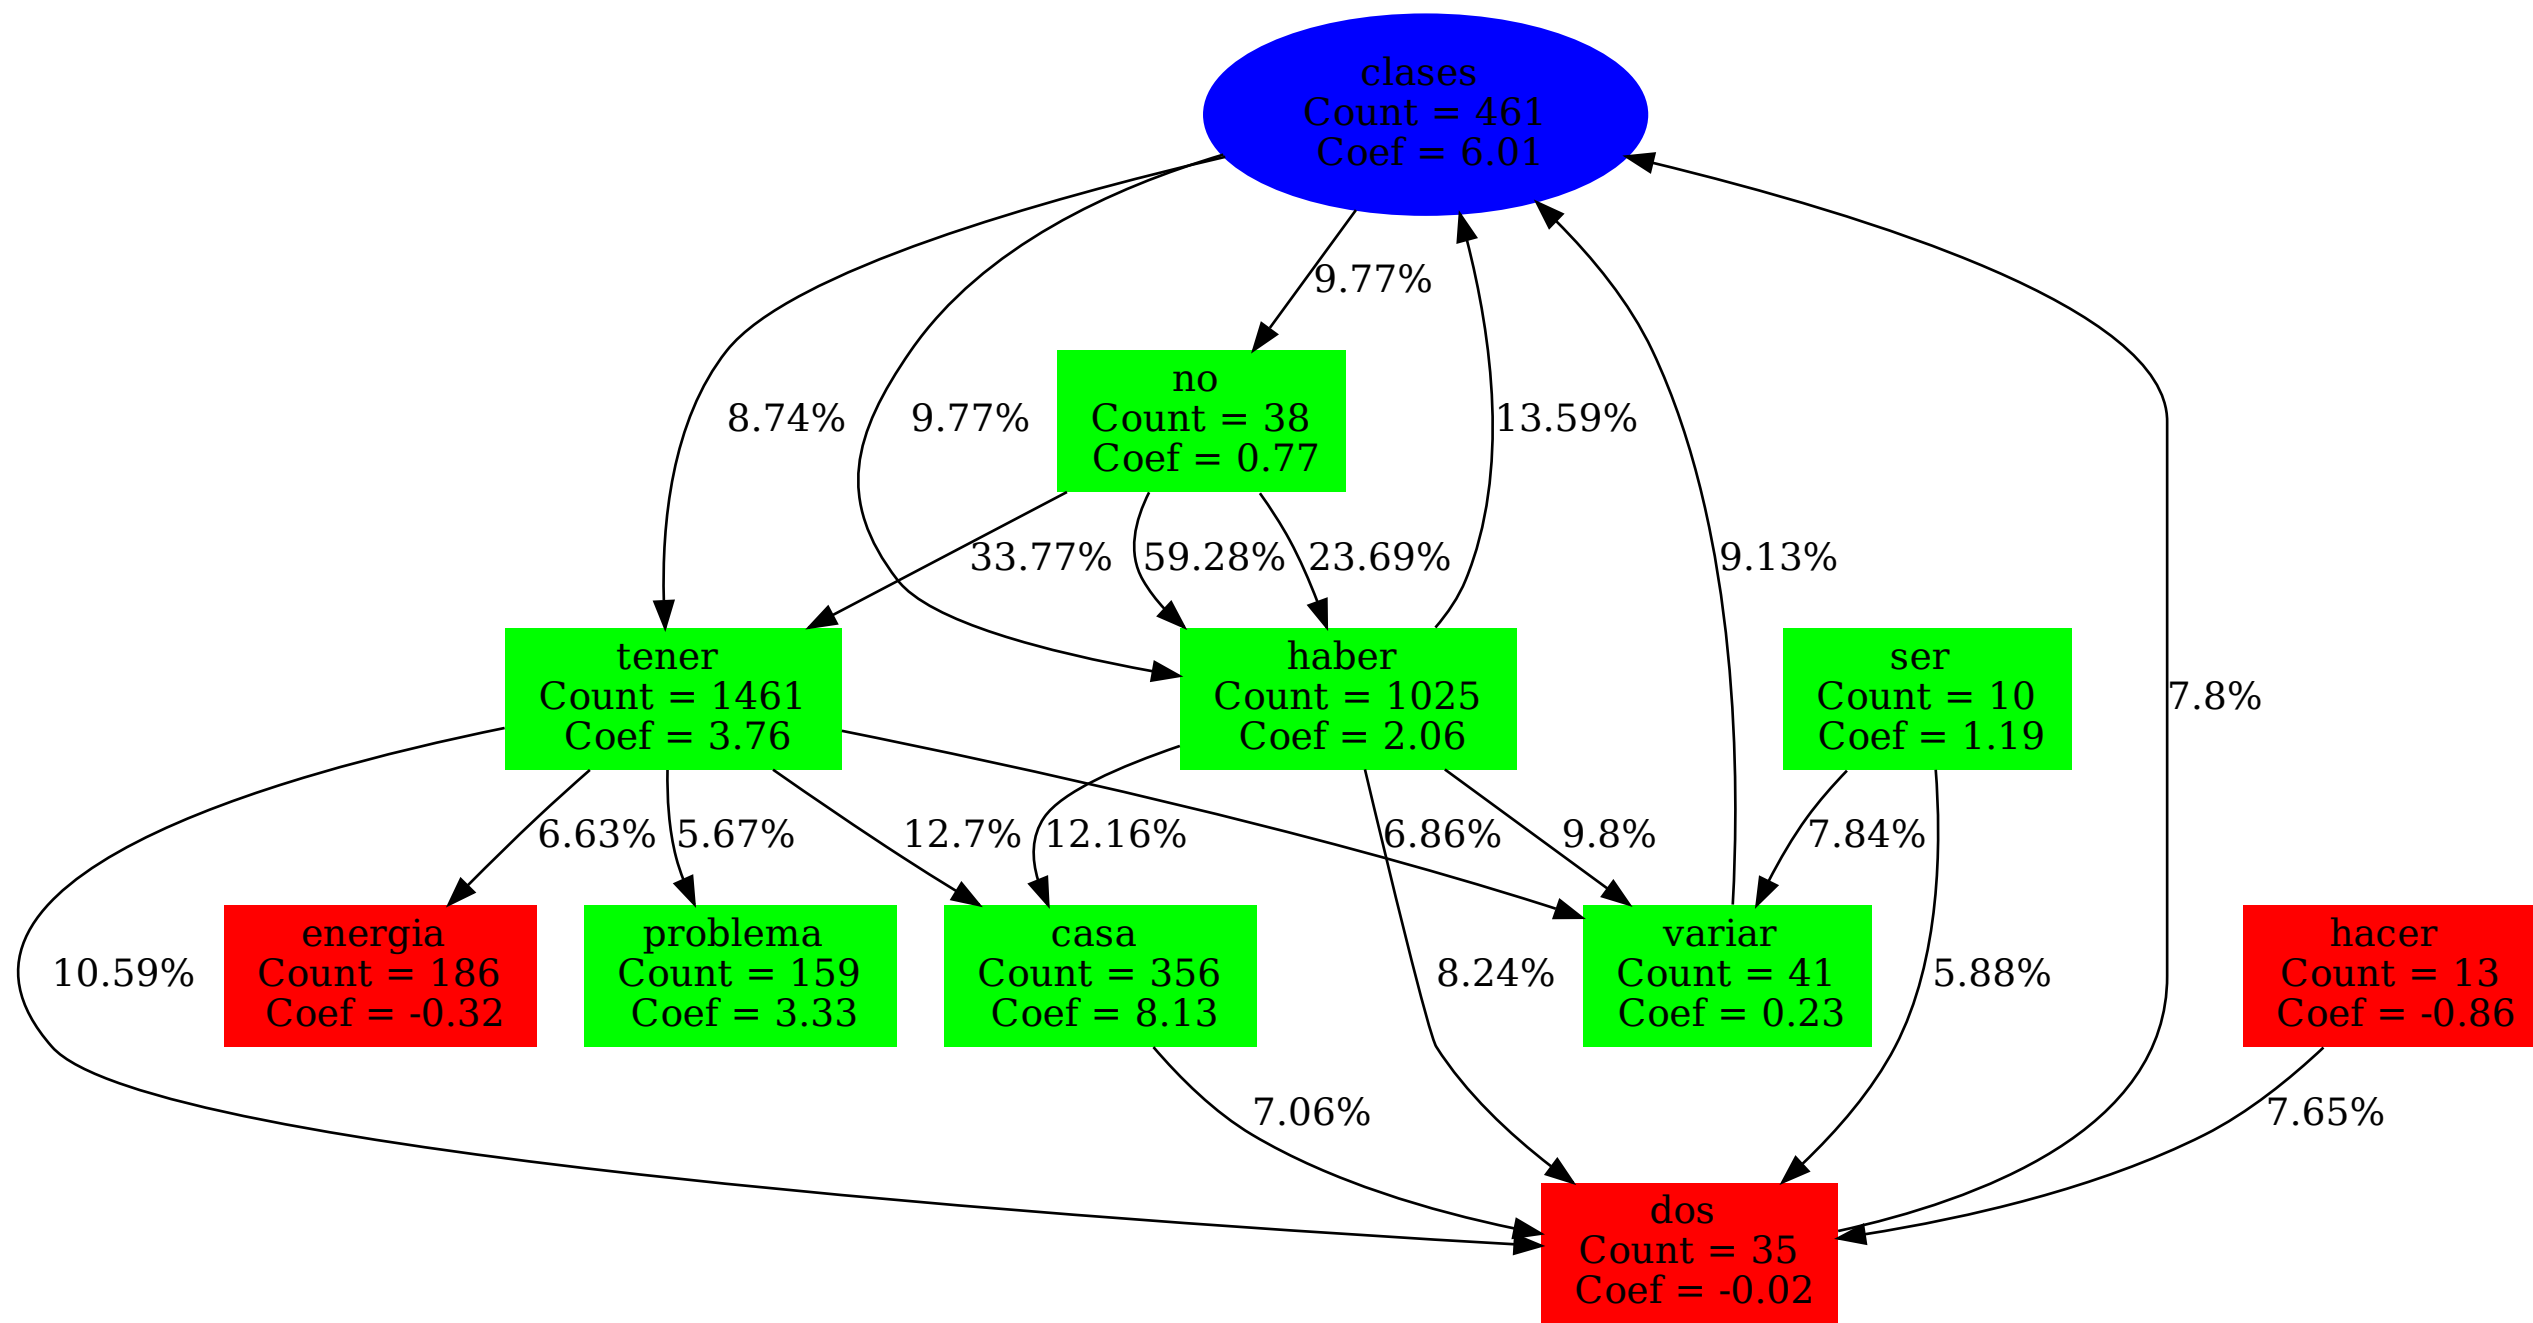 clases
Count = 461
Coef = 6.01
9.77%
no
Count = 38
Coef = 0.77
8.74%
9.77%
13.59%
33.77%
59.28%
23.69%
9.13%
tener
Count = 1461
Coef = 3.76
haber
Count = 1025
Coef = 2.06
ser
Count = 10
Coef = 1.19
7.8%
6.63%
5.67%
12.7%
12.16%
6.86%
9.8%
7.84%
energia
Count = 186
Coef = -0.32
problema
Count = 159
Coef = 3.33
casa
Count = 356
Coef = 8.13
variar
Count = 41
Coef = 0.23
hacer
Count = 13
Coef = -0.86
10.59%
8.24%
5.88%
7.06%
7.65%
dos
Count = 35
Coef = -0.02